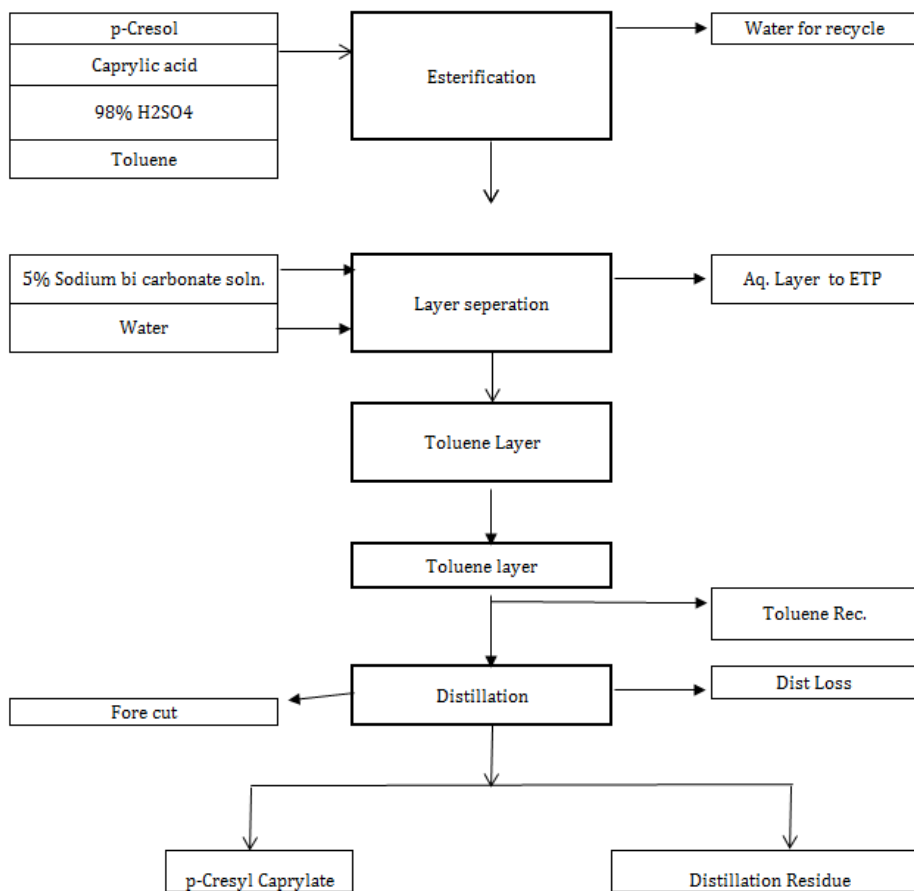 p-Cresol
Caprylic acid
98% H2SO4
Toluene
Esterification
Water for recycle
5% Sodium bi carbonate soln.
Water
Layer seperation
Aq. Layer to ETP
Toluene Layer
Toluene layer
Toluene Rec.
Distillation
Dist Loss
Fore cut
p-Cresyl Caprylate
Distillation Residue